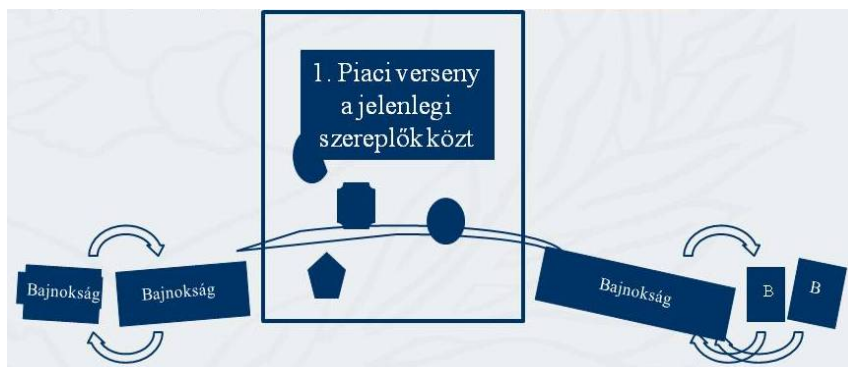 1. Piaci verseny
a jelenlegi
szereplők közt
Bajnokság
Bajnokság
Bajnokság
B
B